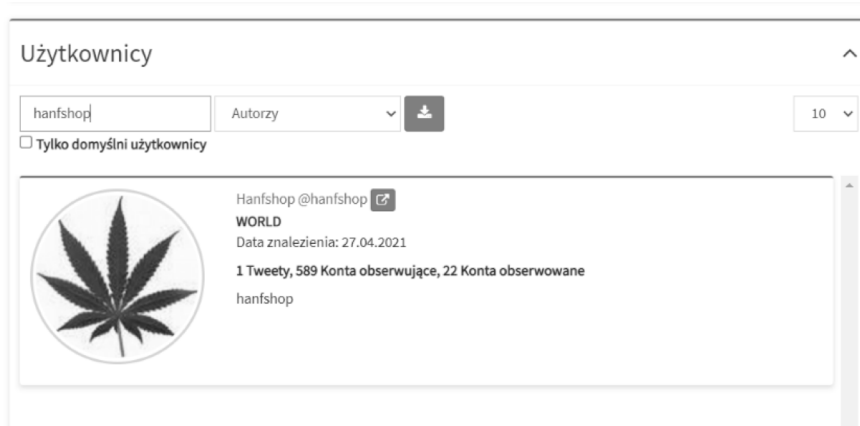 Użytkownicy
hanfshop
Autorzy
10
Tylko domyślni użytkownicy
Hanfshop @hanfshop
WORLD
Data znalezienia: 27.04.2021
1 Tweety, 589 Konta obserwujące, 22 Konta obserwowane
hanfshop